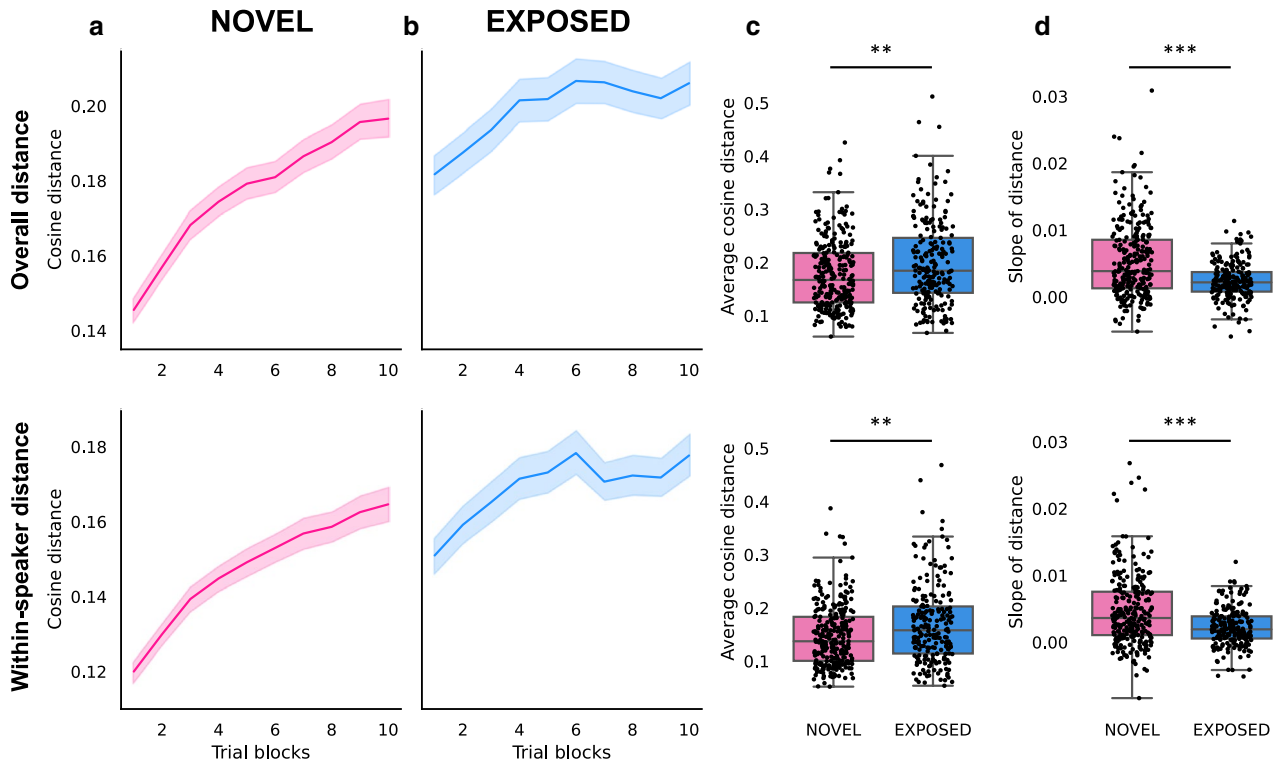 a NOVEL b EXPOSED c d
Overall distance
Cosine distance
0.20
0.18
0.16
0.14
2 4 6 8 10
2 4 6 8 10
Average cosine distance
0.5
0.4
0.3
0.2
0.1
**
Slope of distance
0.03
0.02
0.01
0.00
***
Within-speaker distance
Cosine distance
0.18
0.16
0.14
0.12
2 4 6 8 10
Trial blocks
2 4 6 8 10
Trial blocks
Average cosine distance
0.5
0.4
0.3
0.2
0.1
**
NOVEL EXPOSED
Slope of distance
0.03
0.02
0.01
0.00
***
NOVEL EXPOSED